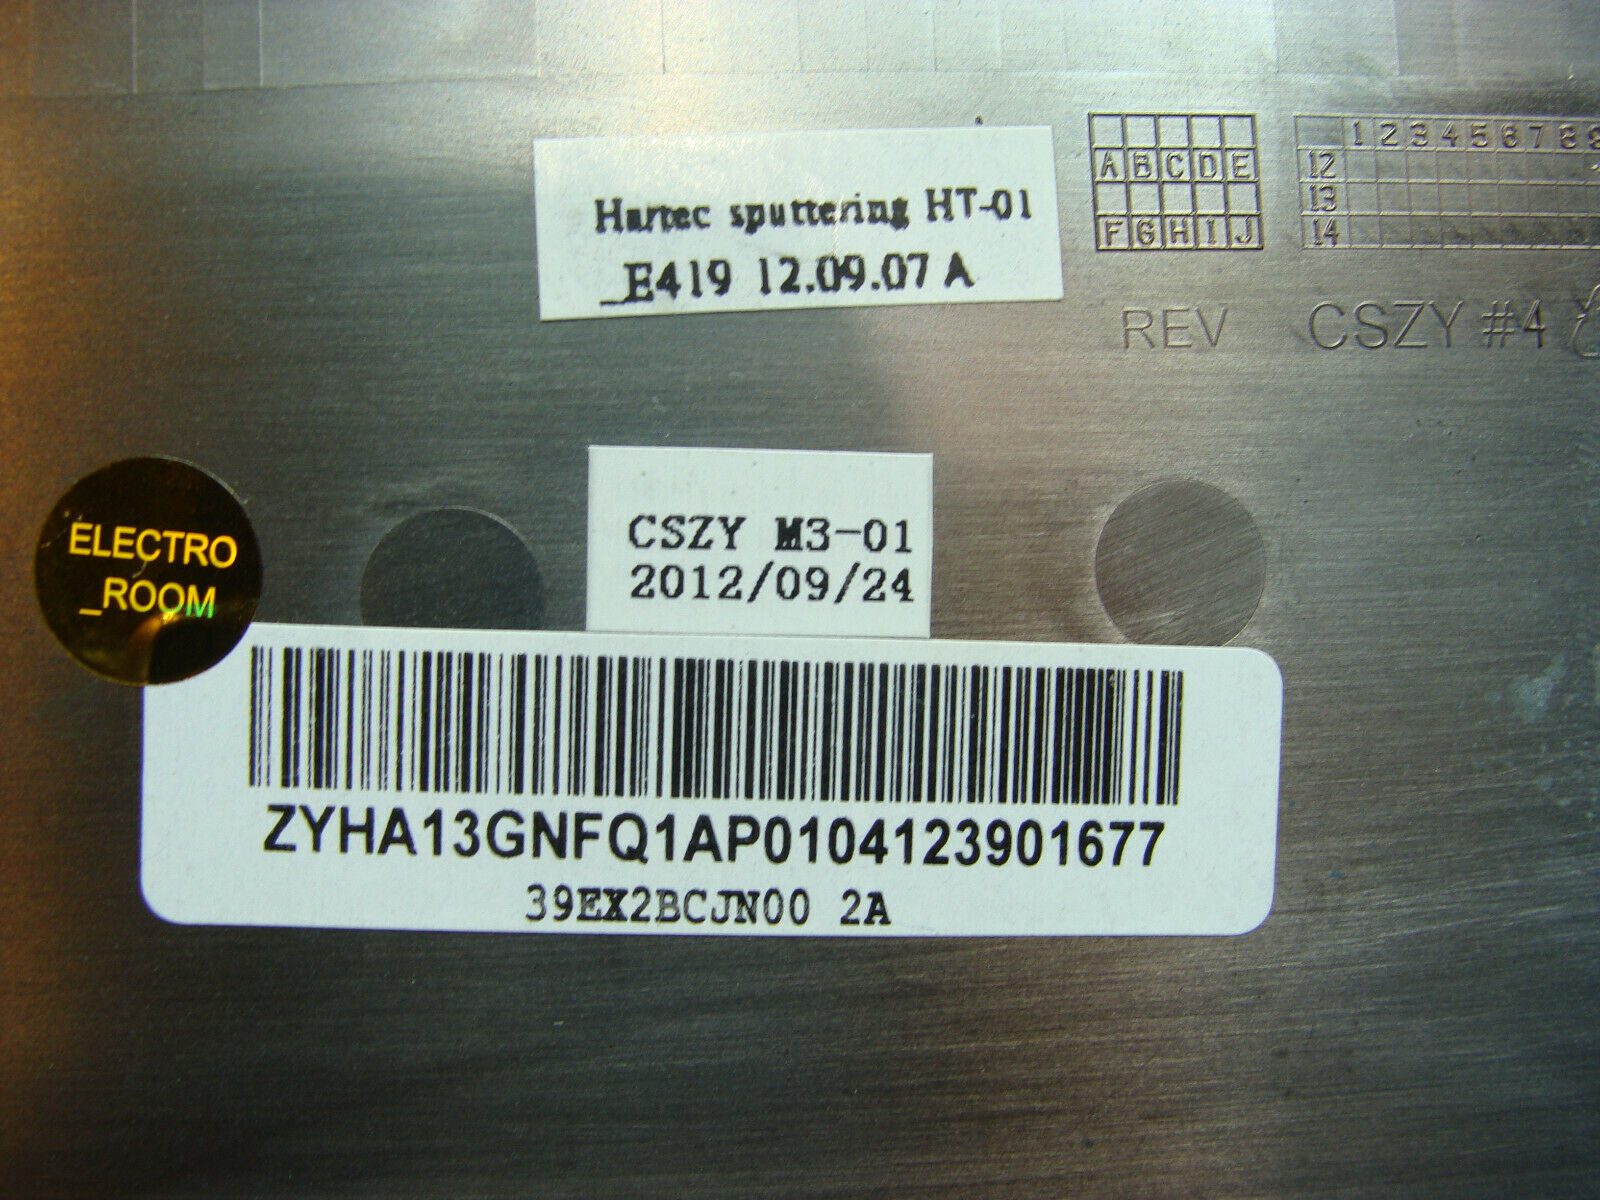 Hartec sputtering HT-01
_E419 12.09.07 A
A B C D E
F G H I J
1 2 3 4 5 6 7 8 9
12
13
14
REV
CSZY #4
ELECTRO
_ROOM
CSZY M3-01
2012/09/24
ZYHA13GNFQ1AP0104123901677
39EX2BCJN00 2A